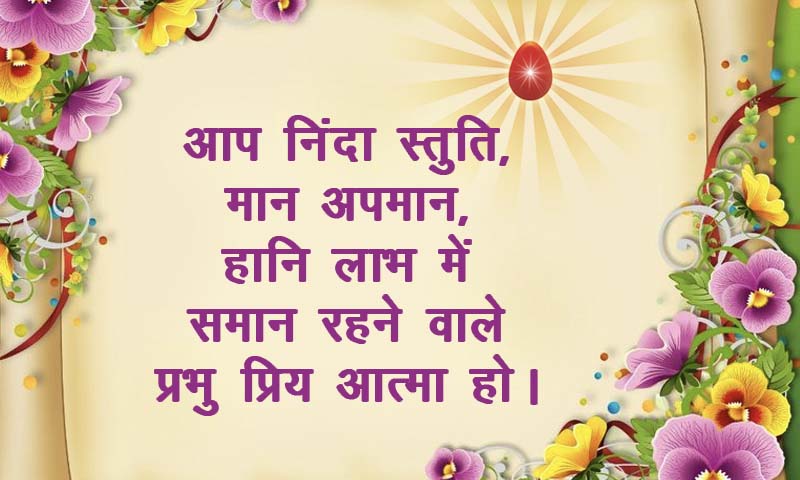 आप निंदा स्तुति,
मान अपमान,
हानि लाभ में
समान रहने वाले
प्रभु प्रिय आत्मा हो।